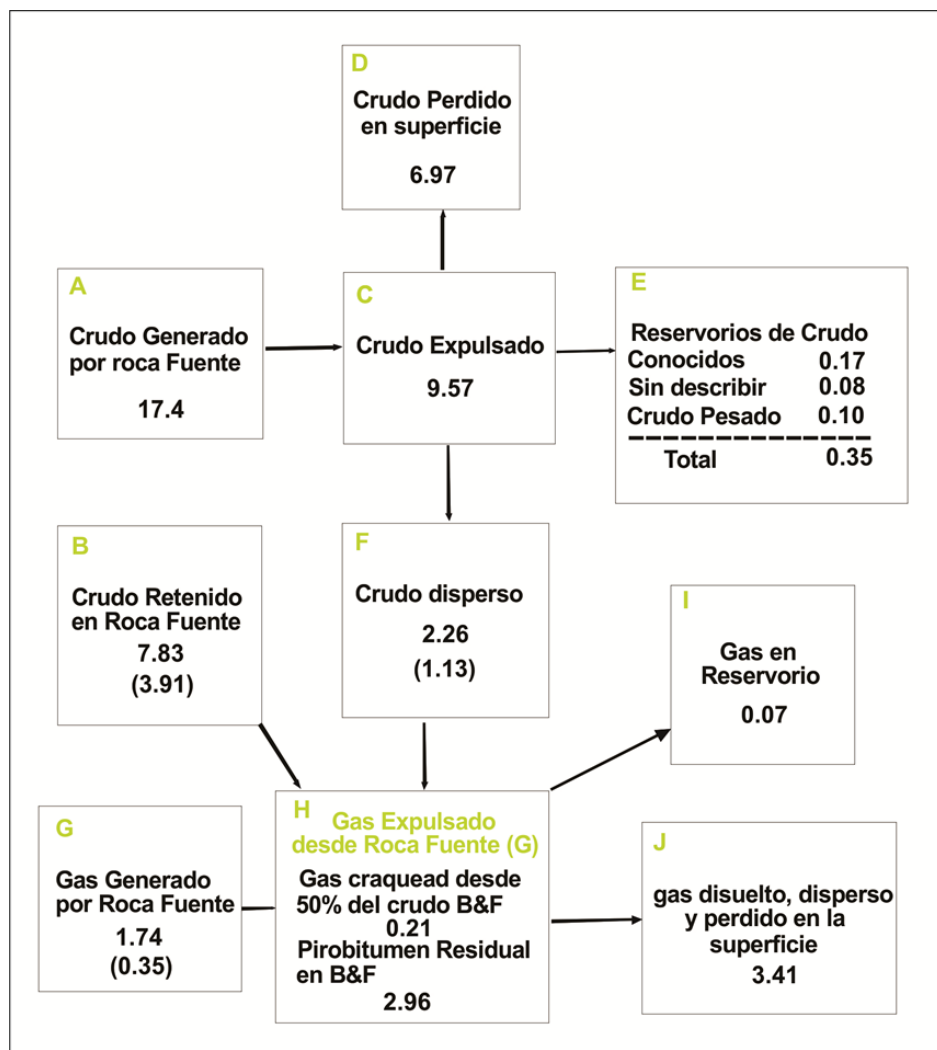 D
Crudo Perdido
en superficie
6.97
A
Crudo Generado
por roca Fuente
17.4
C
Crudo Expulsado
9.57
E
Reservorios de Crudo
Conocidos 0.17
Sin describir 0.08
Crudo Pesado 0.10
Total 0.35
B
Crudo Retenido
en Roca Fuente
7.83
(3.91)
F
Crudo disperso
2.26
(1.13)
I
Gas en
Reservorio
0.07
G
Gas Generado
por Roca Fuente
1.74
(0.35)
H
Gas Expulsado
desde Roca Fuente (G)
Gas craquead desde
50% del crudo B&F
0.21
Pirobitumen Residual
en B&F
2.96
J
gas disuelto, disperso
y perdido en la
superficie
3.41